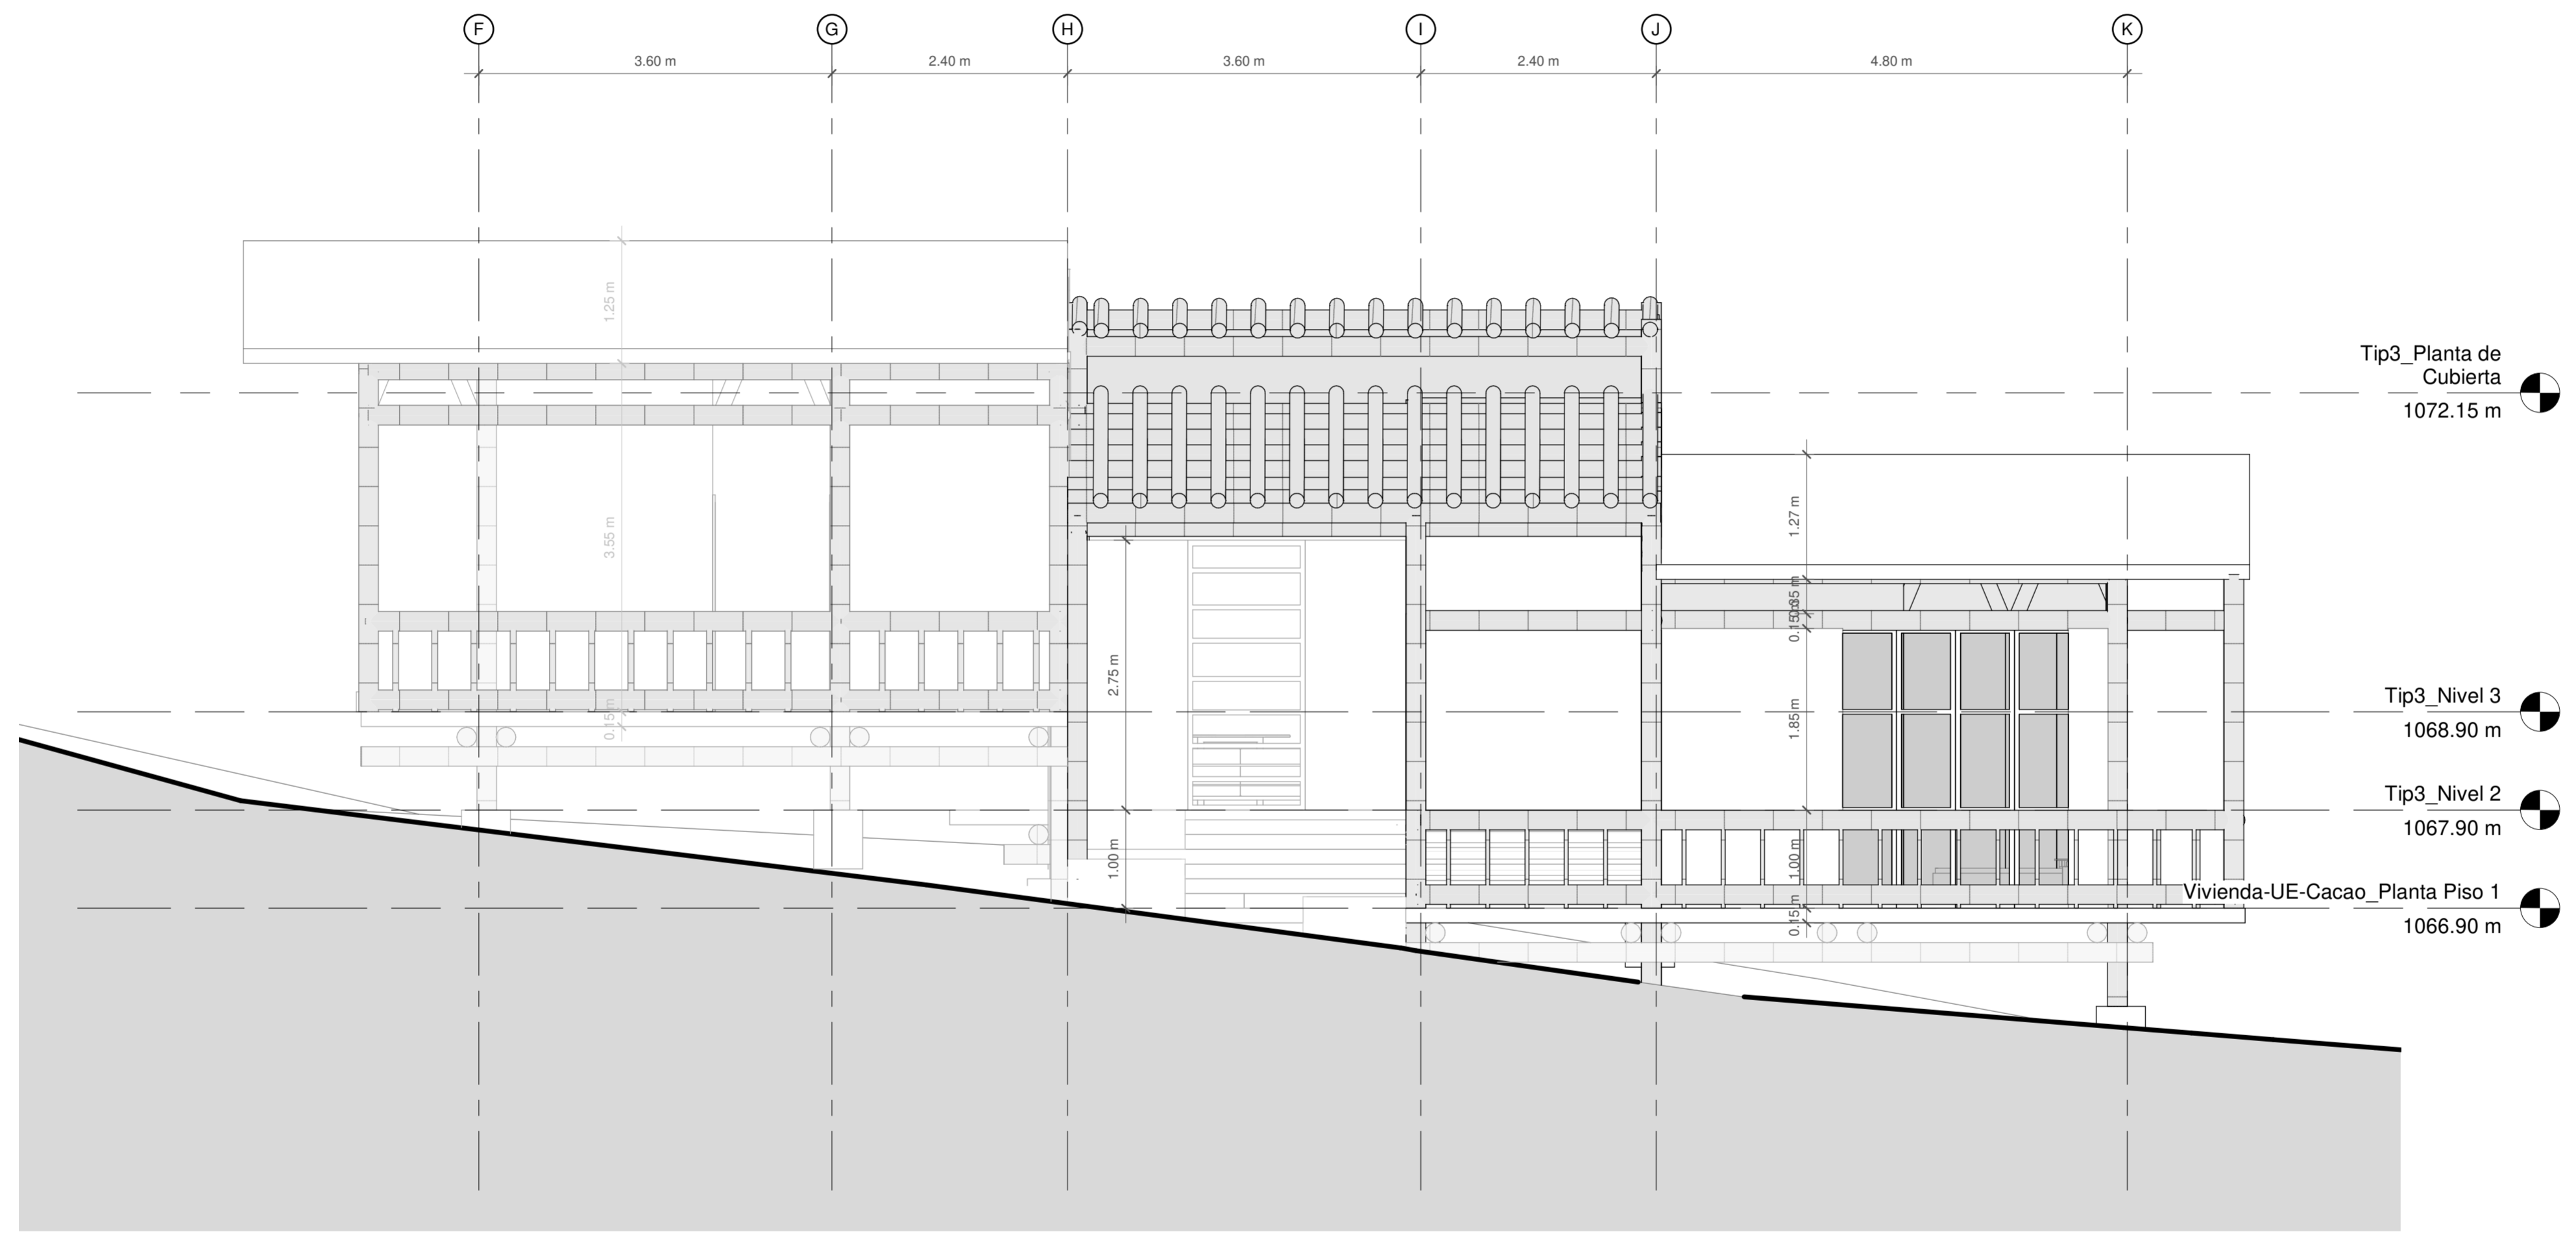 F
G
H
I
J
K
3.60 m
2.40 m
3.60 m
2.40 m
4.80 m
1.25 m
3.55 m
0.15 m
2.75 m
1.00 m
1.27 m
1.85 m
1.00 m
0.15 m
Tip3_Planta de
Cubierta
1072.15 m
Tip3_Nivel 3
1068.90 m
Tip3_Nivel 2
1067.90 m
Vivienda-UE-Cacao_Planta Piso 1
1066.90 m